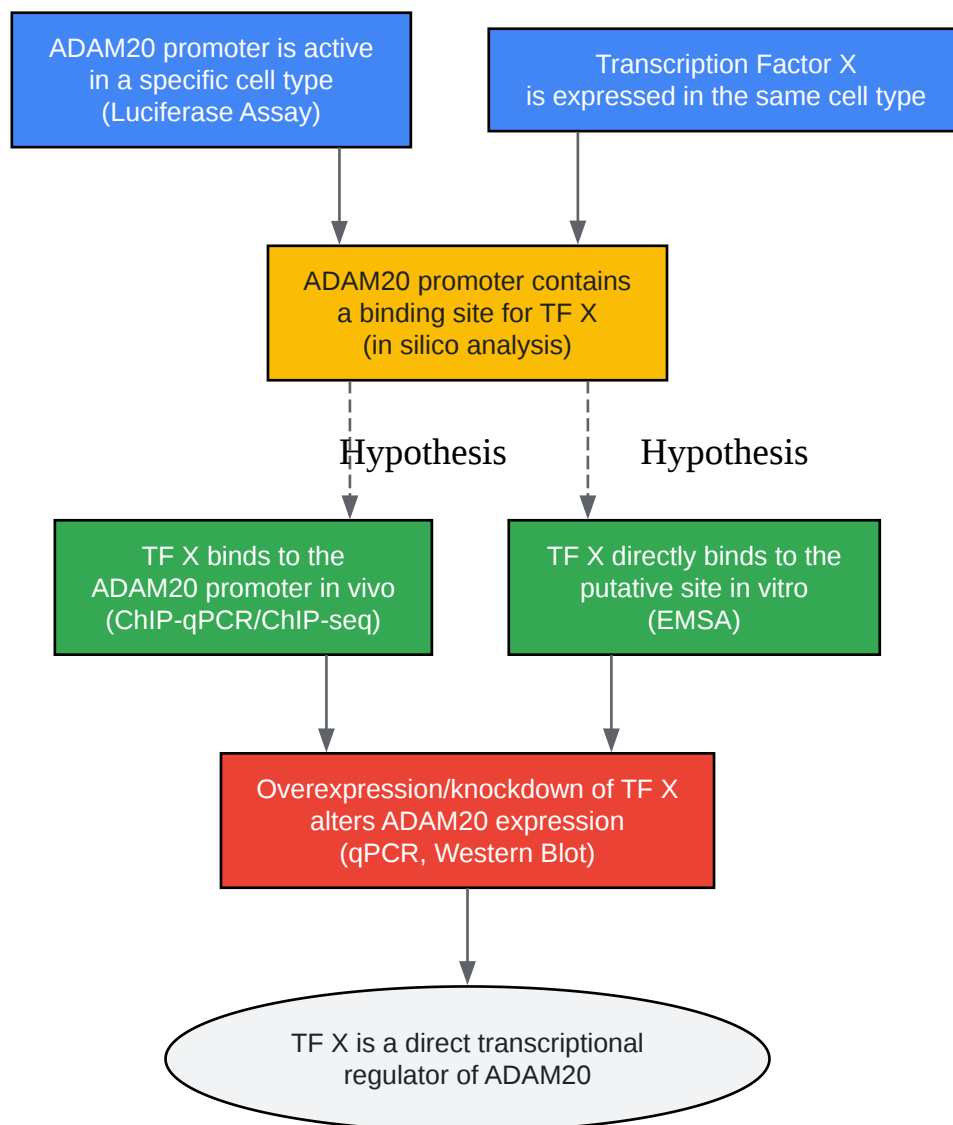 ADAM20 promoter is active
in a specific cell type
(Luciferase Assay)
Transcription Factor X
is expressed in the same cell type
ADAM20 promoter contains
a binding site for TF X
(in silico analysis)
Hypothesis
Hypothesis
TF X binds to the
ADAM20 promoter in vivo
(ChIP-qPCR/ChIP-seq)
TF X directly binds to the
putative site in vitro
(EMSA)
Overexpression/knockdown of TF X
alters ADAM20 expression
(qPCR, Western Blot)
TF X is a direct transcriptional
regulator of ADAM20